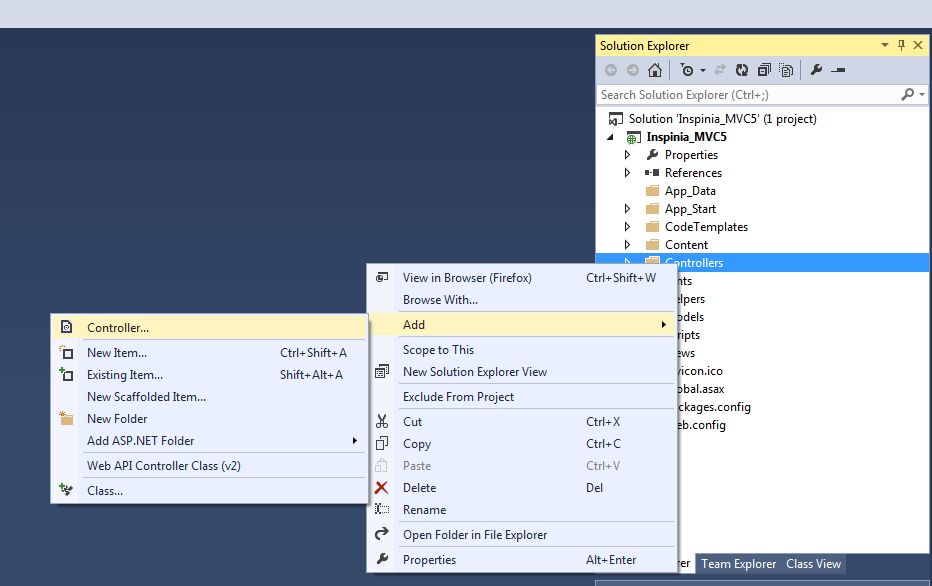 Solution Explorer
Search Solution Explorer (Ctrl+;)
Solution 'Inspinia_MVC5' (1 project)
Inspinia_MVC5
Properties
References
App_Data
App_Start
CodeTemplates
Content
Controllers
View in Browser (Firefox) Ctrl+Shift+W
Browse With...
Add
Scope to This
New Solution Explorer View
Exclude From Project
Cut Ctrl+X
Copy Ctrl+C
Paste Ctrl+V
Delete Del
Rename
Open Folder in File Explorer
Properties Alt+Enter
Controller...
New Item... Ctrl+Shift+A
Existing Item... Shift+Alt+A
New Scaffolded Item...
New Folder
Add ASP.NET Folder
Web API Controller Class (v2)
Class...
nts
elpers
odels
ripts
ews
vicon.ico
obal.asax
ckages.config
eb.config
rer
Team Explorer
Class View